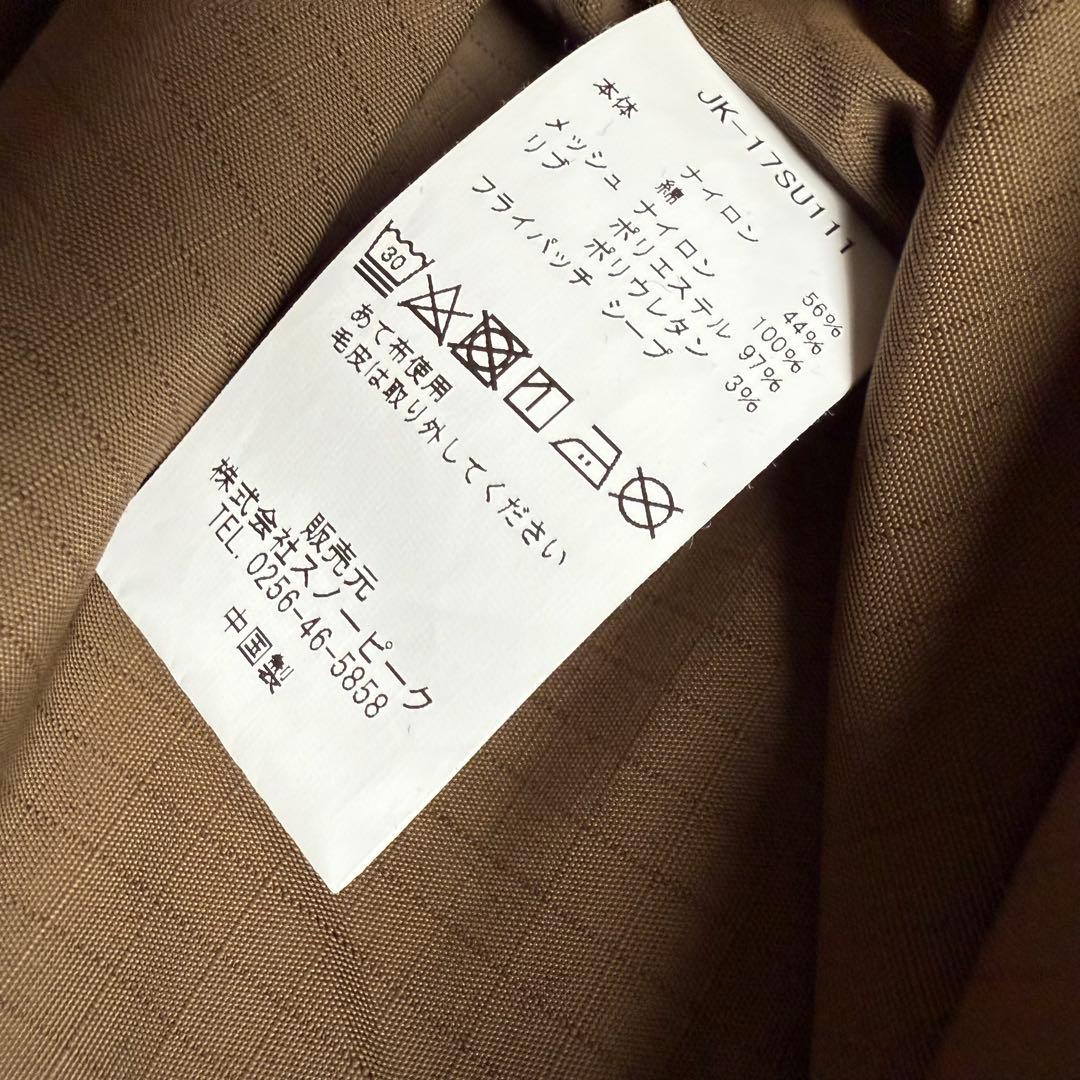 JK-17SU111
本体 ナイロン 56%
綿 44%
メッシュ ナイロン 100%
リブ ポリエステル 97%
ポリウレタン 3%
フライパッチ シープ
30
あて布使用
毛皮は取り外してください
販売元
株式会社スノーピーク
TEL. 0256-46-5858
中国製